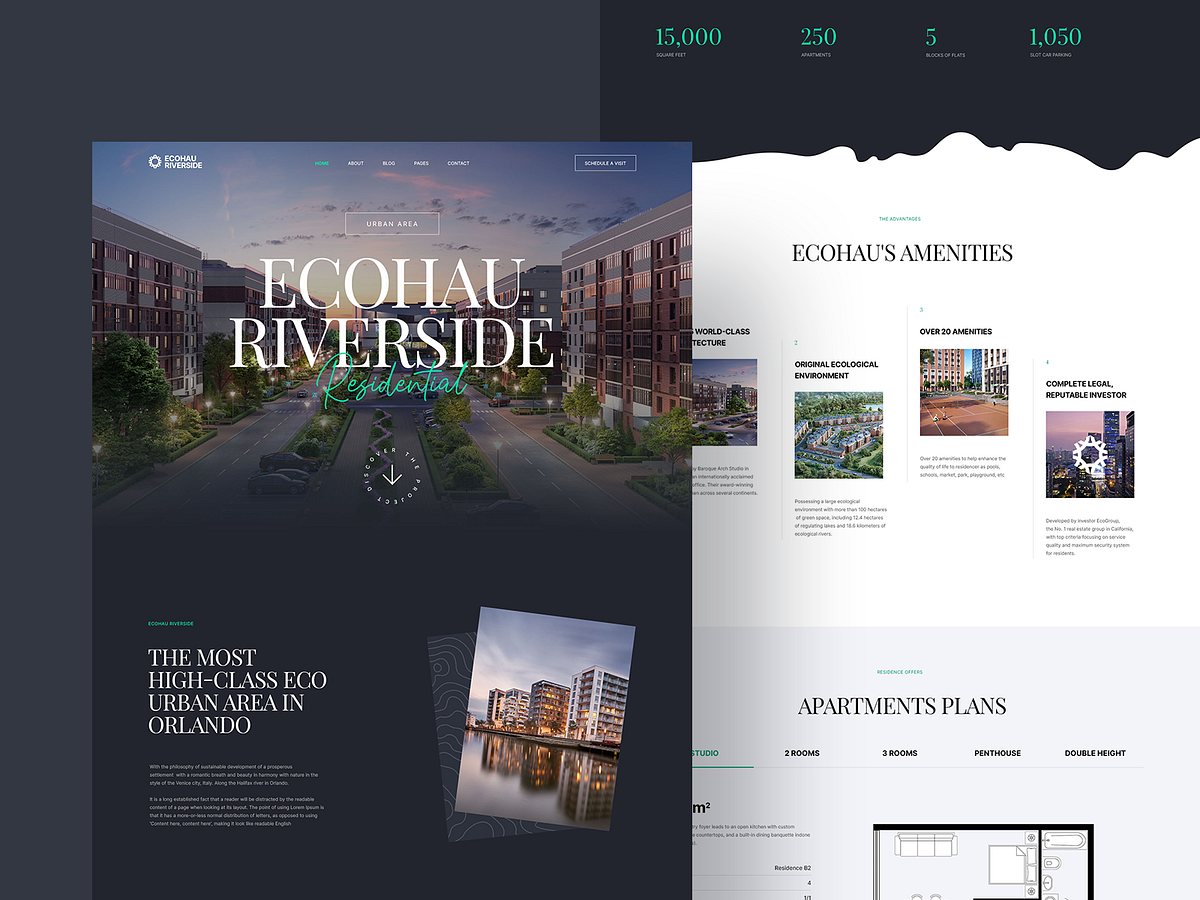 15,000
SQUARE FEET
250
APARTMENTS
5
BLOCKS OF FLATS
1,050
SLOT CAR PARKING
ECOHAU
RIVERSIDE
HOME
ABOUT
BLOG
PAGES
CONTACT
SCHEDULE A VISIT
URBAN AREA
ECOHAU
RIVERSIDE
Residential
DISCOVER THE PROJECT
ECOHAU RIVERSIDE
THE MOST
HIGH-CLASS ECO
URBAN AREA IN
ORLANDO
With the philosophy of sustainable development of a prosperous
settlement with a romantic breath and beauty in harmony with nature in the
style of the Venice city, Italy. Along the Halifax river in Orlando.
It is a long established fact that a reader will be distracted by the readable
content of a page when looking at its layout. The point of using Lorem Ipsum is
that it has a more-or-less normal distribution of letters, as opposed to using
'Content here, content here', making it look like readable English
THE ADVANTAGES
ECOHAU'S AMENITIES
WORLD-CLASS
TECTURE
by Baroque Arch Studio in
an internationally acclaimed
office. Their award-winning
across several continents.
2
ORIGINAL ECOLOGICAL
ENVIRONMENT
Possessing a large ecological
environment with more than 100 hectares
of green space, including 12.4 hectares
of regulating lakes and 18.6 kilometers of
ecological rivers.
3
OVER 20 AMENITIES
Over 20 amenities to help enhance the
quality of life to residencer as pools,
schools, market, park, playground, etc
4
COMPLETE LEGAL,
REPUTABLE INVESTOR
Developed by investor EcoGroup,
the No. 1 real estate group in California,
with top criteria focusing on service
quality and maximum security system
for residents.
RESIDENCE OFFERS
APARTMENTS PLANS
STUDIO
2 ROOMS
3 ROOMS
PENTHOUSE
DOUBLE HEIGHT
m²
try foyer leads to an open kitchen with custom
countertops, and a built-in dining banquette indone
Residence B2
4
1/1